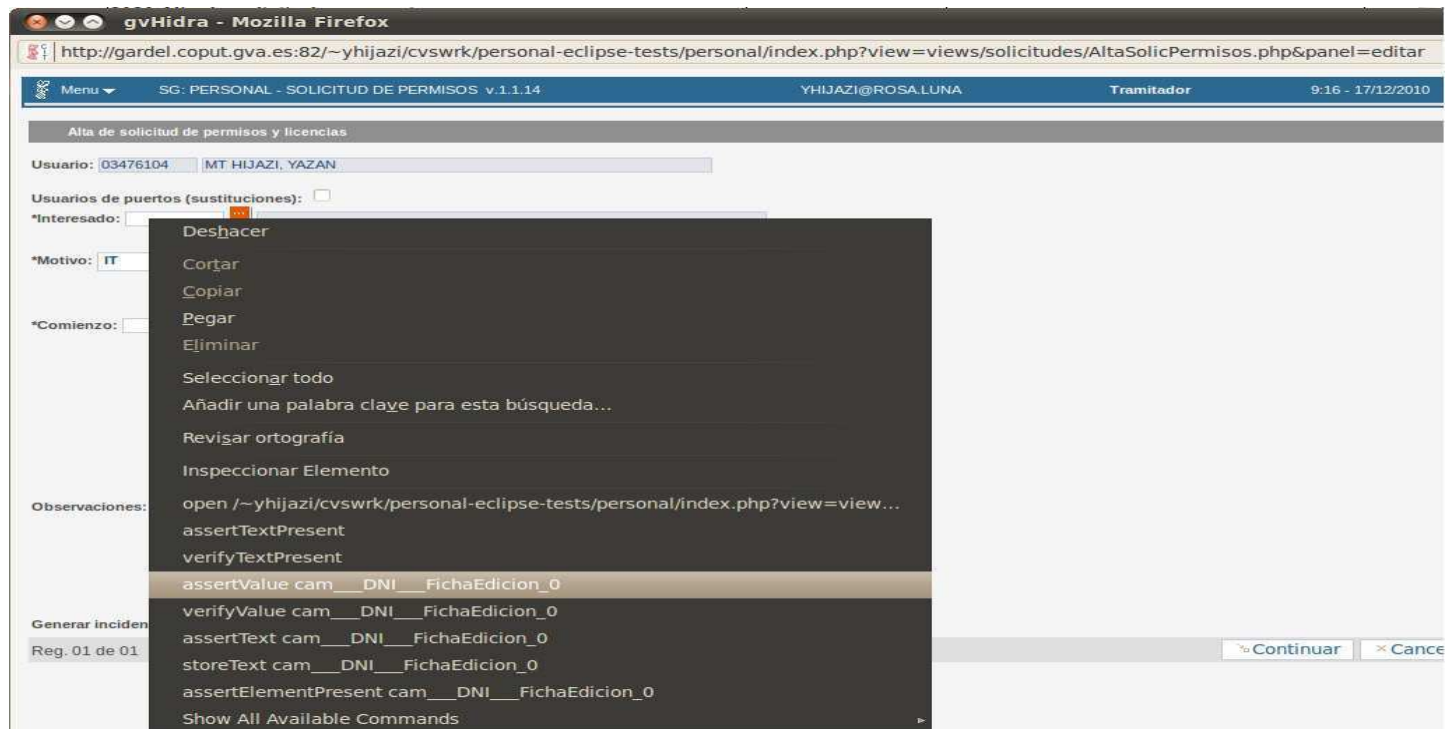 gvHidra - Mozilla Firefox
http://gardel.coput.gva.es:82/~yhijazi/cvswrk/personal-eclipse-tests/personal/index.php?view=views/solicitudes/AltaSolicPermisos.php&panel=editar
Menu SG: PERSONAL - SOLICITUD DE PERMISOS v.1.1.14 YHIJAZI@ROSA.LUNA Tramitador 9:16 - 17/12/2010
Alta de solicitud de permisos y licencias
Usuario: 03476104 MT HIJAZI, YAZAN
Usuarios de puertos (sustituciones):
*Interesado: ...
Deshacer
*Motivo: IT
Cortar
Copiar
*Comienzo:
Pegar
Eliminar
Seleccionar todo
Añadir una palabra clave para esta búsqueda...
Revisar ortografía
Inspeccionar Elemento
Observaciones:
open /~yhijazi/cvswrk/personal-eclipse-tests/personal/index.php?view=view...
assertTextPresent
verifyTextPresent
assertValue cam___DNI___FichaEdicion_0
verifyValue cam___DNI___FichaEdicion_0
Generar inciden
assertText cam___DNI___FichaEdicion_0
Reg. 01 de 01 Continuar Cance
storeText cam___DNI___FichaEdicion_0
assertElementPresent cam___DNI___FichaEdicion_0
Show All Available Commands